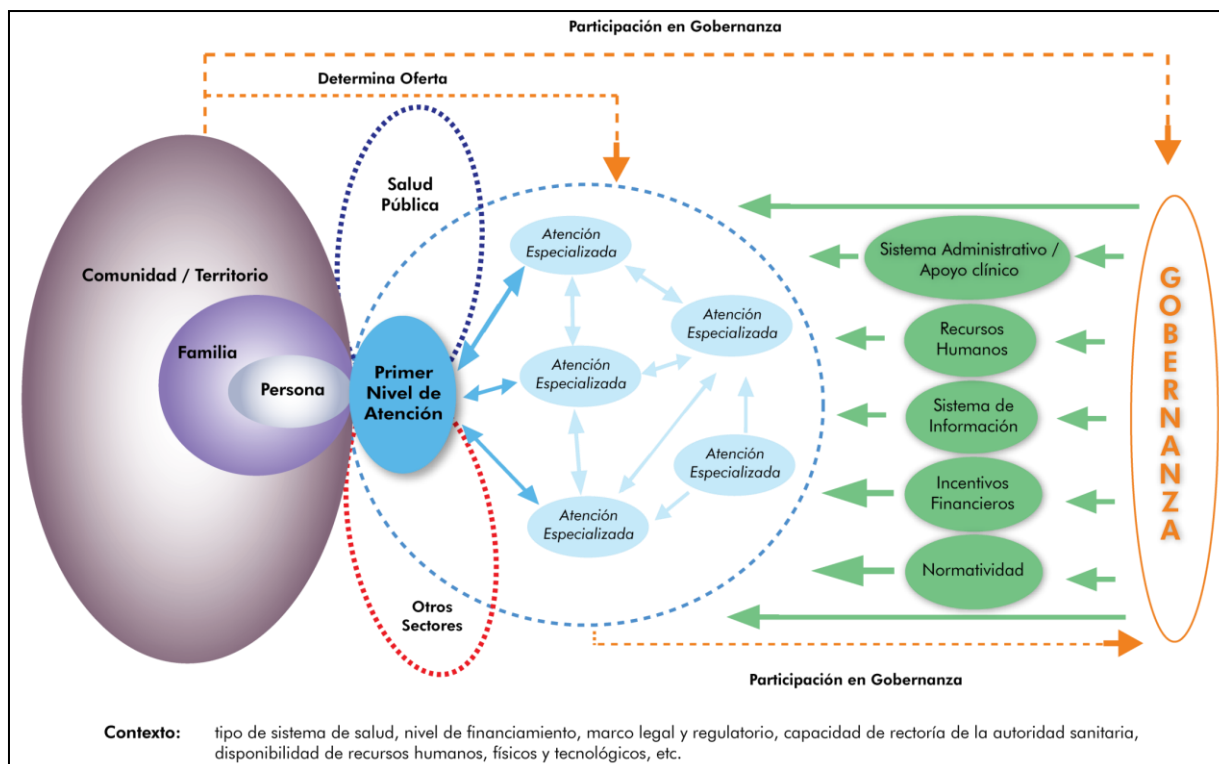 Participación en Gobernanza
Determina Oferta
Salud
Pública
Comunidad / Territorio
Familia
Persona
Primer
Nivel de
Atención
Atención
Especializada
Atención
Especializada
Atención
Especializada
Atención
Especializada
Atención
Especializada
Otros
Sectores
Sistema Administrativo /
Apoyo clínico
Recursos
Humanos
Sistema de
Información
Incentivos
Financieros
Normatividad
GOBERNANZA
Participación en Gobernanza
Contexto: tipo de sistema de salud, nivel de financiamiento, marco legal y regulatorio, capacidad de rectoría de la autoridad sanitaria,
disponibilidad de recursos humanos, físicos y tecnológicos, etc.